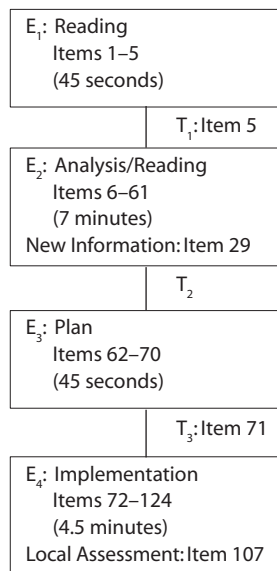 E₁: Reading
Items 1–5
(45 seconds)
T₁: Item 5
E₂: Analysis/Reading
Items 6–61
(7 minutes)
New Information: Item 29
T₂
E₃: Plan
Items 62–70
(45 seconds)
T₃: Item 71
E₄: Implementation
Items 72–124
(4.5 minutes)
Local Assessment: Item 107